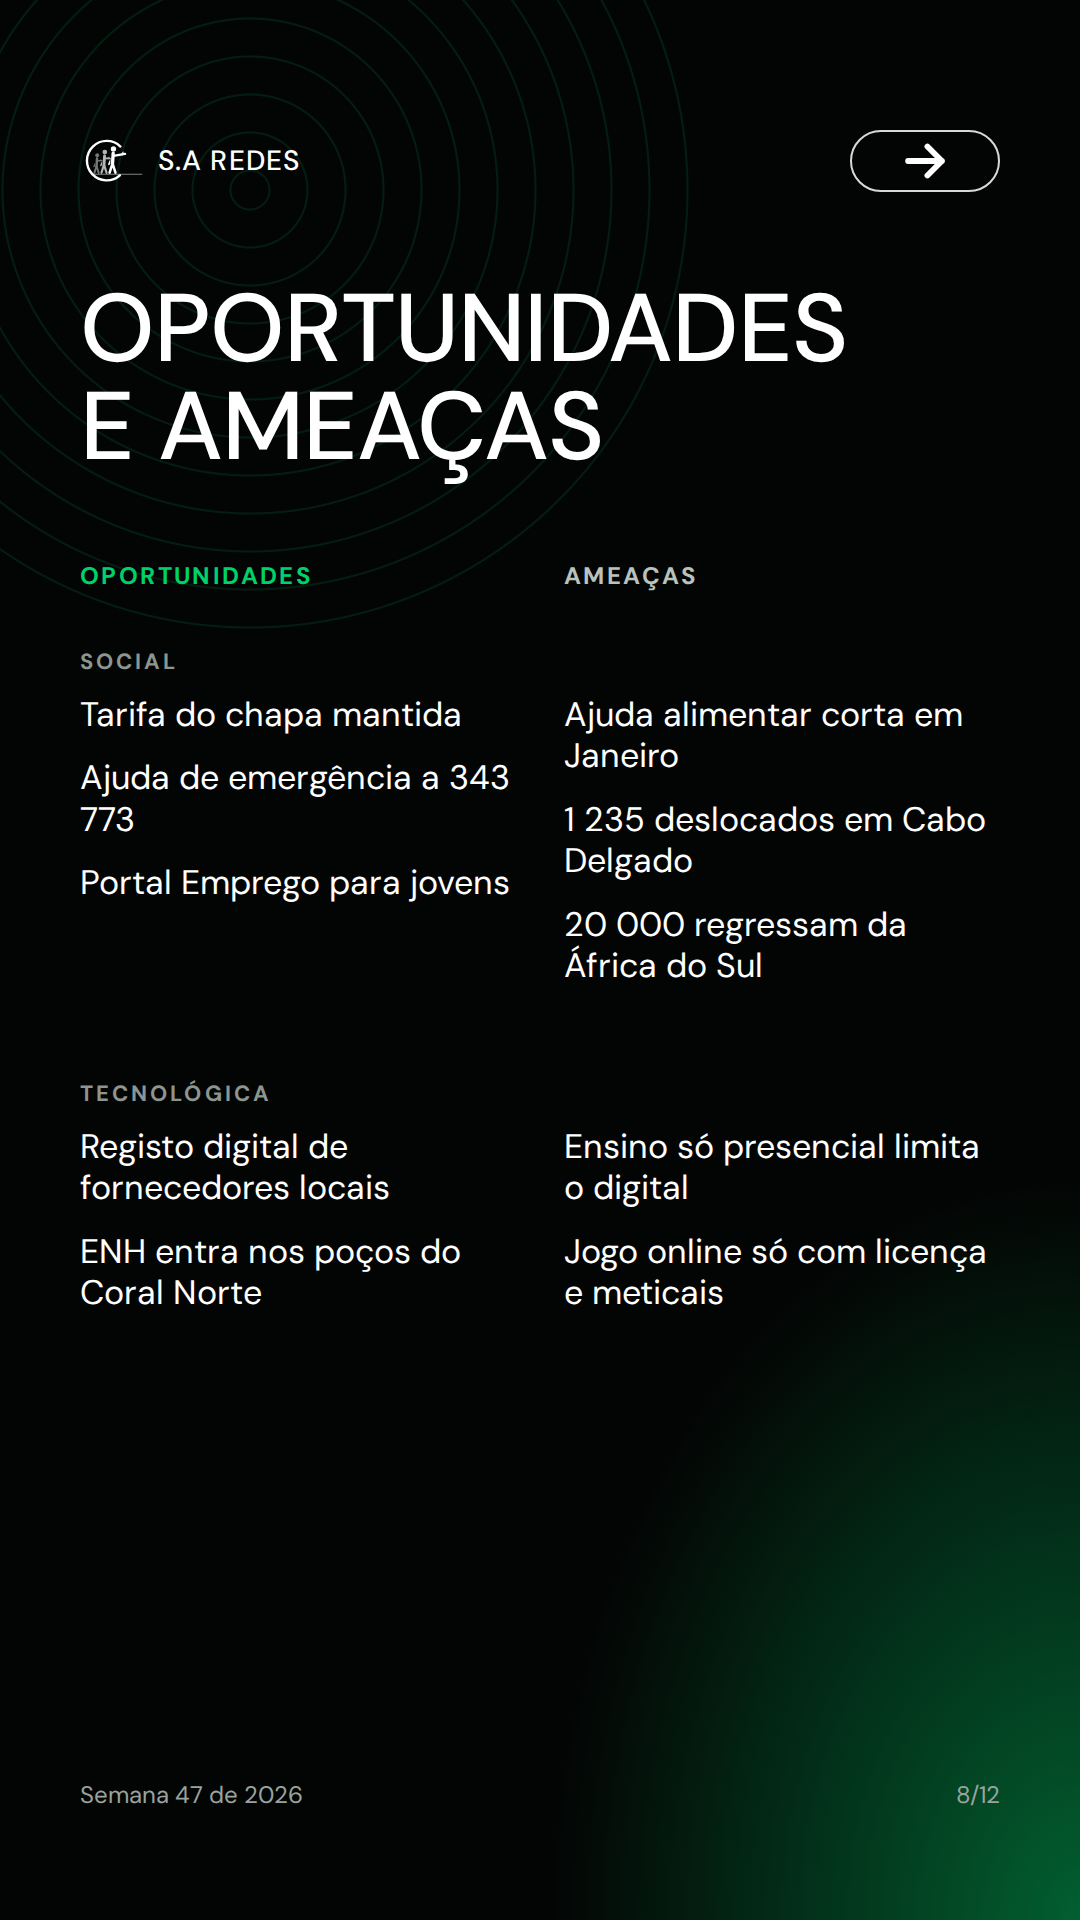 S.A REDES
OPORTUNIDADES
E AMEAÇAS
OPORTUNIDADES
AMEAÇAS
SOCIAL
Tarifa do chapa mantida
Ajuda de emergência a 343
773
Portal Emprego para jovens
Ajuda alimentar corta em
Janeiro
1 235 deslocados em Cabo
Delgado
20 000 regressam da
África do Sul
TECNOLÓGICA
Registo digital de
fornecedores locais
ENH entra nos poços do
Coral Norte
Ensino só presencial limita
o digital
Jogo online só com licença
e meticais
Semana 47 de 2026
8/12